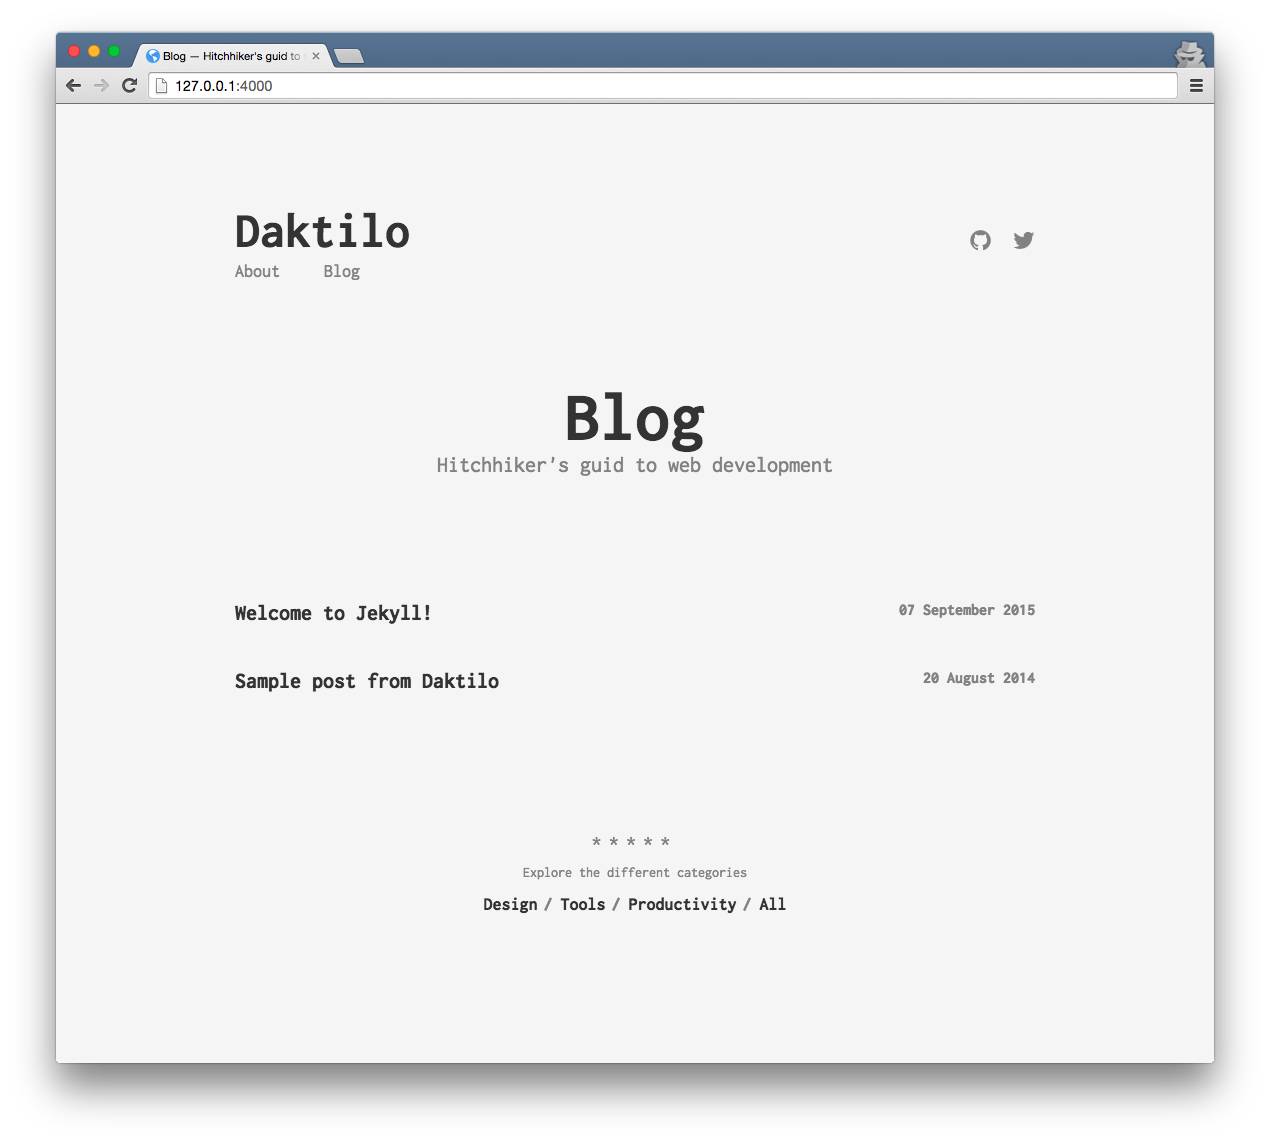 Blog — Hitchhiker's guid to
127.0.0.1:4000
Daktilo
About Blog
Blog
Hitchhiker's guid to web development
Welcome to Jekyll! 07 September 2015
Sample post from Daktilo 20 August 2014
* * * * *
Explore the different categories
Design / Tools / Productivity / All